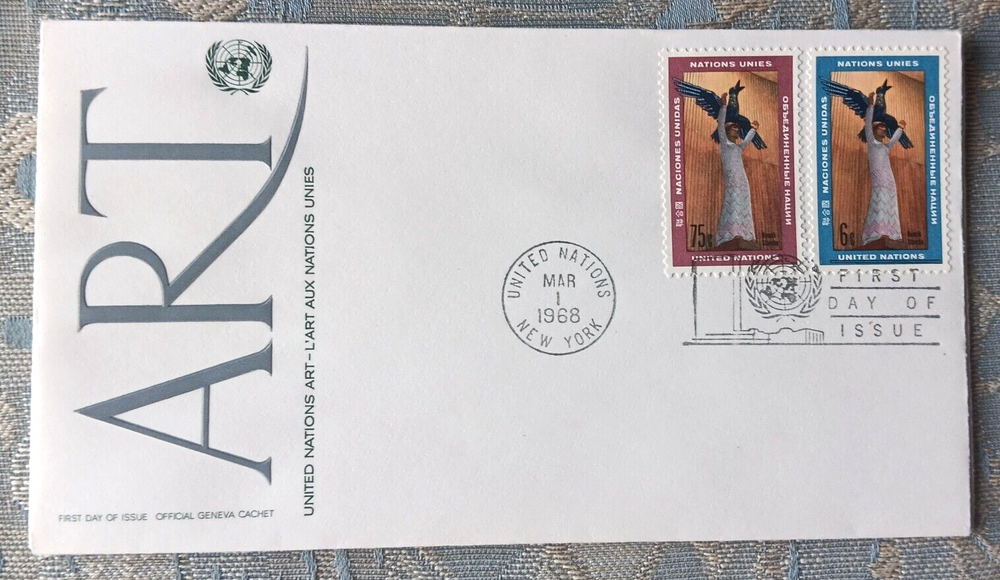 ART
UNITED NATIONS ART – L'ART AUX NATIONS UNIES
FIRST DAY OF ISSUE OFFICIAL GENEVA CACHET
UNITED NATIONS
MAR
1
1968
NEW YORK
NATIONS UNIES
NACIONES UNIDAS
ОБЪЕДИНЕННЫЕ НАЦИИ
75¢
UNITED NATIONS
NATIONS UNIES
NACIONES UNIDAS
ОБЪЕДИНЕННЫЕ НАЦИИ
6¢
UNITED NATIONS
FIRST
DAY OF
ISSUE